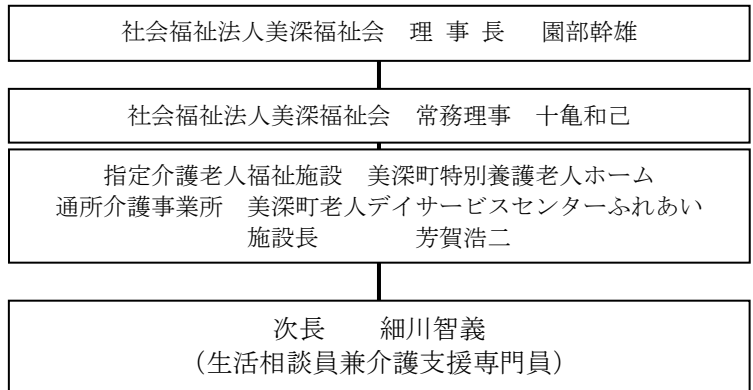 社会福祉法人美深福祉会　理 事 長　園部幹雄
社会福祉法人美深福祉会　常務理事　十亀和己
指定介護老人福祉施設　美深町特別養護老人ホーム
通所介護事業所　美深町老人デイサービスセンターふれあい
施設長　　　　芳賀浩二
次長　　細川智義
（生活相談員兼介護支援専門員）